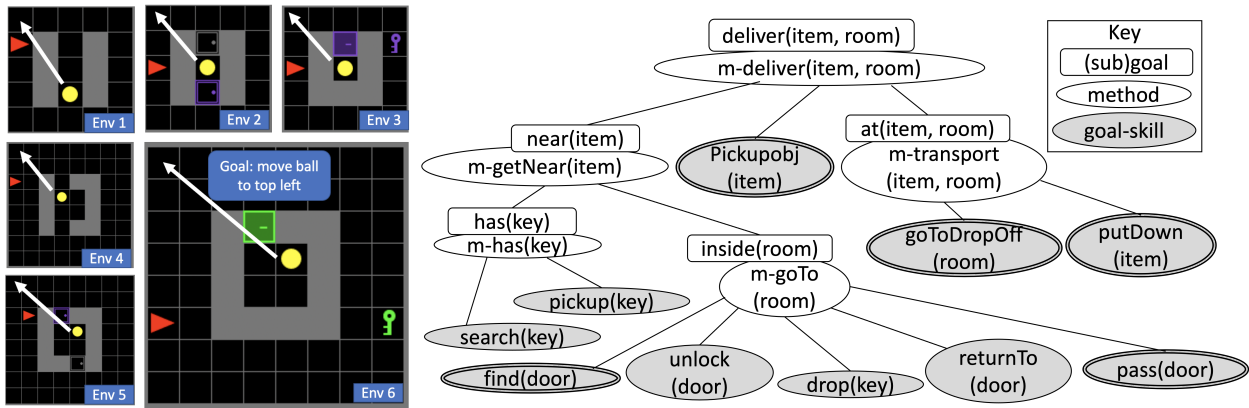 Env 1
Env 2
Env 3
Env 4
Env 5
Goal: move ball
to top left
Env 6
deliver(item, room)
m-deliver(item, room)
near(item)
m-getNear(item)
Pickupobj
(item)
at(item, room)
m-transport
(item, room)
has(key)
m-has(key)
inside(room)
m-goTo
(room)
goToDropOff
(room)
putDown
(item)
pickup(key)
search(key)
find(door)
unlock
(door)
drop(key)
returnTo
(door)
pass(door)
Key
(sub)goal
method
goal-skill